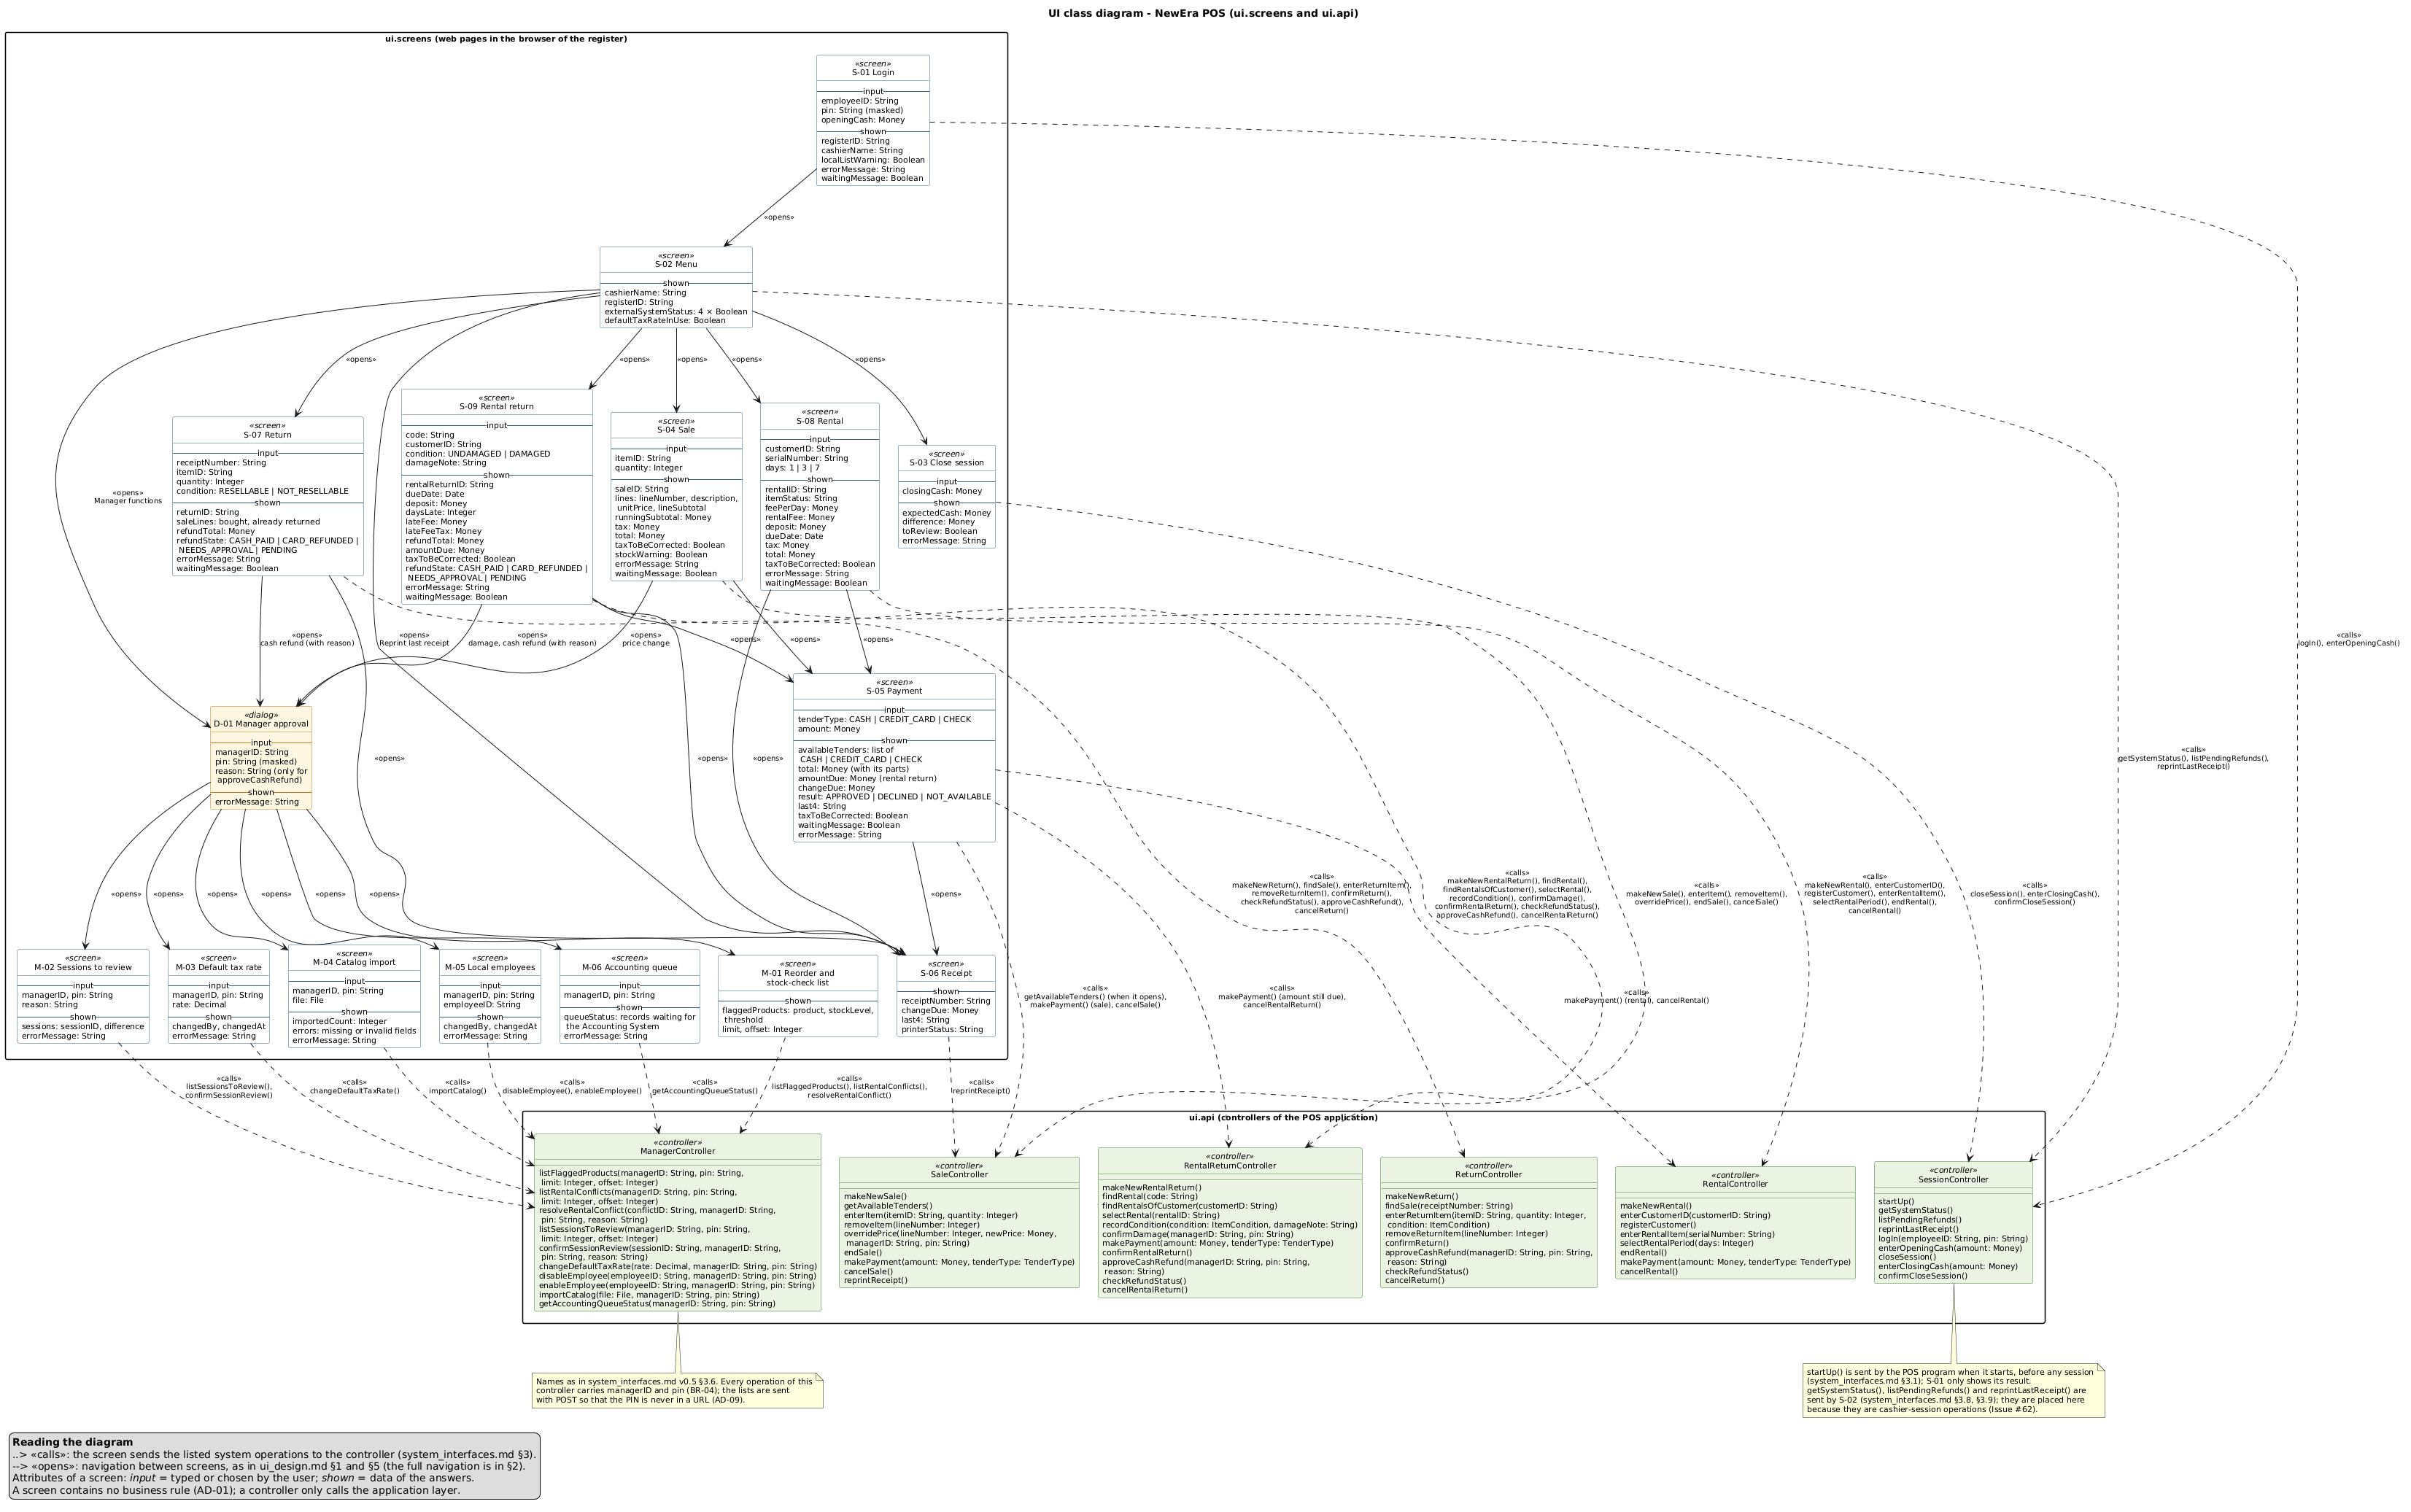 UI class diagram - NewEra POS (ui.screens and ui.api)
ui.screens (web pages in the browser of the register)
«screen»
S-01 Login
input
employeeID: String
pin: String (masked)
openingCash: Money
shown
registerID: String
cashierName: String
localListWarning: Boolean
errorMessage: String
waitingMessage: Boolean
«opens»
«screen»
S-02 Menu
shown
cashierName: String
registerID: String
externalSystemStatus: 4 × Boolean
defaultTaxRateInUse: Boolean
«opens»
«opens»
«opens»
«opens»
«opens»
«opens»
Manager functions
«screen»
S-07 Return
input
receiptNumber: String
itemID: String
quantity: Integer
condition: RESELLABLE | NOT_RESELLABLE
shown
returnID: String
saleLines: bought, already returned
refundTotal: Money
refundState: CASH_PAID | CARD_REFUNDED |
NEEDS_APPROVAL | PENDING
errorMessage: String
waitingMessage: Boolean
«screen»
S-09 Rental return
input
code: String
customerID: String
condition: UNDAMAGED | DAMAGED
damageNote: String
shown
rentalReturnID: String
dueDate: Date
deposit: Money
daysLate: Integer
lateFee: Money
lateFeeTax: Money
refundTotal: Money
amountDue: Money
taxToBeCorrected: Boolean
refundState: CASH_PAID | CARD_REFUNDED |
NEEDS_APPROVAL | PENDING
errorMessage: String
waitingMessage: Boolean
«screen»
S-04 Sale
input
itemID: String
quantity: Integer
shown
saleID: String
lines: lineNumber, description,
unitPrice, lineSubtotal
runningSubtotal: Money
tax: Money
total: Money
taxToBeCorrected: Boolean
stockWarning: Boolean
errorMessage: String
waitingMessage: Boolean
«screen»
S-08 Rental
input
customerID: String
serialNumber: String
days: 1 | 3 | 7
shown
rentalID: String
itemStatus: String
feePerDay: Money
rentalFee: Money
deposit: Money
dueDate: Date
tax: Money
total: Money
taxToBeCorrected: Boolean
errorMessage: String
waitingMessage: Boolean
«screen»
S-03 Close session
input
closingCash: Money
shown
expectedCash: Money
difference: Money
toReview: Boolean
errorMessage: String
«opens»
cash refund (with reason)
«opens»
Reprint last receipt
«opens»
damage, cash refund (with reason)
«opens»
price change
«opens»
«opens»
«opens»
«calls»
logIn(), enterOpeningCash()
«screen»
S-05 Payment
input
tenderType: CASH | CREDIT_CARD | CHECK
amount: Money
shown
availableTenders: list of
CASH | CREDIT_CARD | CHECK
total: Money (with its parts)
amountDue: Money (rental return)
changeDue: Money
result: APPROVED | DECLINED | NOT_AVAILABLE
last4: String
taxToBeCorrected: Boolean
waitingMessage: Boolean
errorMessage: String
«dialog»
D-01 Manager approval
input
managerID: String
pin: String (masked)
reason: String (only for
approveCashRefund)
shown
errorMessage: String
«opens»
«opens»
«opens»
«calls»
getSystemStatus(), listPendingRefunds(),
reprintLastReceipt()
«opens»
«opens»
«opens»
«opens»
«opens»
«opens»
«opens»
«calls»
makeNewReturn(), findSale(), enterReturnItem(),
removeReturnItem(), confirmReturn(),
checkRefundStatus(), approveCashRefund(),
cancelReturn()
«calls»
makeNewRentalReturn(), findRental(),
findRentalsOfCustomer(), selectRental(),
recordCondition(), confirmDamage(),
confirmRentalReturn(), checkRefundStatus(),
approveCashRefund(), cancelRentalReturn()
«calls»
makeNewSale(), enterItem(), removeItem(),
overridePrice(), endSale(), cancelSale()
«calls»
makeNewRental(), enterCustomerID(),
registerCustomer(), enterRentalItem(),
selectRentalPeriod(), endRental(),
cancelRental()
«calls»
closeSession(), enterClosingCash(),
confirmCloseSession()
«screen»
M-02 Sessions to review
input
managerID, pin: String
reason: String
shown
sessions: sessionID, difference
errorMessage: String
«screen»
M-03 Default tax rate
input
managerID, pin: String
rate: Decimal
shown
changedBy, changedAt
errorMessage: String
«screen»
M-04 Catalog import
input
managerID, pin: String
file: File
shown
importedCount: Integer
errors: missing or invalid fields
errorMessage: String
«screen»
M-05 Local employees
input
managerID, pin: String
employeeID: String
shown
changedBy, changedAt
errorMessage: String
«screen»
M-06 Accounting queue
input
managerID, pin: String
shown
queueStatus: records waiting for
the Accounting System
errorMessage: String
«screen»
M-01 Reorder and
stock-check list
shown
flaggedProducts: product, stockLevel,
threshold
limit, offset: Integer
«screen»
S-06 Receipt
shown
receiptNumber: String
changeDue: Money
last4: String
printerStatus: String
«calls»
getAvailableTenders() (when it opens),
makePayment() (sale), cancelSale()
«calls»
makePayment() (amount still due),
cancelRentalReturn()
«calls»
makePayment() (rental), cancelRental()
«calls»
listSessionsToReview(),
confirmSessionReview()
«calls»
changeDefaultTaxRate()
«calls»
importCatalog()
«calls»
disableEmployee(), enableEmployee()
«calls»
getAccountingQueueStatus()
«calls»
listFlaggedProducts(), listRentalConflicts(),
resolveRentalConflict()
«calls»
reprintReceipt()
ui.api (controllers of the POS application)
«controller»
ManagerController
listFlaggedProducts(managerID: String, pin: String,
limit: Integer, offset: Integer)
listRentalConflicts(managerID: String, pin: String,
limit: Integer, offset: Integer)
resolveRentalConflict(conflictID: String, managerID: String,
pin: String, reason: String)
listSessionsToReview(managerID: String, pin: String,
limit: Integer, offset: Integer)
confirmSessionReview(sessionID: String, managerID: String,
pin: String, reason: String)
changeDefaultTaxRate(rate: Decimal, managerID: String, pin: String)
disableEmployee(employeeID: String, managerID: String, pin: String)
enableEmployee(employeeID: String, managerID: String, pin: String)
importCatalog(file: File, managerID: String, pin: String)
getAccountingQueueStatus(managerID: String, pin: String)
«controller»
SaleController
makeNewSale()
getAvailableTenders()
enterItem(itemID: String, quantity: Integer)
removeItem(lineNumber: Integer)
overridePrice(lineNumber: Integer, newPrice: Money,
managerID: String, pin: String)
endSale()
makePayment(amount: Money, tenderType: TenderType)
cancelSale()
reprintReceipt()
«controller»
RentalReturnController
makeNewRentalReturn()
findRental(code: String)
findRentalsOfCustomer(customerID: String)
selectRental(rentalID: String)
recordCondition(condition: ItemCondition, damageNote: String)
confirmDamage(managerID: String, pin: String)
makePayment(amount: Money, tenderType: TenderType)
confirmRentalReturn()
approveCashRefund(managerID: String, pin: String,
reason: String)
checkRefundStatus()
cancelRentalReturn()
«controller»
ReturnController
makeNewReturn()
findSale(receiptNumber: String)
enterReturnItem(itemID: String, quantity: Integer,
condition: ItemCondition)
removeReturnItem(lineNumber: Integer)
confirmReturn()
approveCashRefund(managerID: String, pin: String,
reason: String)
checkRefundStatus()
cancelReturn()
«controller»
RentalController
makeNewRental()
enterCustomerID(customerID: String)
registerCustomer()
enterRentalItem(serialNumber: String)
selectRentalPeriod(days: Integer)
endRental()
makePayment(amount: Money, tenderType: TenderType)
cancelRental()
«controller»
SessionController
startUp()
getSystemStatus()
listPendingRefunds()
reprintLastReceipt()
logIn(employeeID: String, pin: String)
enterOpeningCash(amount: Money)
closeSession()
enterClosingCash(amount: Money)
confirmCloseSession()
Names as in system_interfaces.md v0.5 §3.6. Every operation of this
controller carries managerID and pin (BR-04); the lists are sent
with POST so that the PIN is never in a URL (AD-09).
startUp() is sent by the POS program when it starts, before any session
(system_interfaces.md §3.1); S-01 only shows its result.
getSystemStatus(), listPendingRefunds() and reprintLastReceipt() are
sent by S-02 (system_interfaces.md §3.8, §3.9); they are placed here
because they are cashier-session operations (Issue #62).
Reading the diagram
..> «calls»: the screen sends the listed system operations to the controller (system_interfaces.md §3).
--> «opens»: navigation between screens, as in ui_design.md §1 and §5 (the full navigation is in §2).
Attributes of a screen: input = typed or chosen by the user; shown = data of the answers.
A screen contains no business rule (AD-01); a controller only calls the application layer.